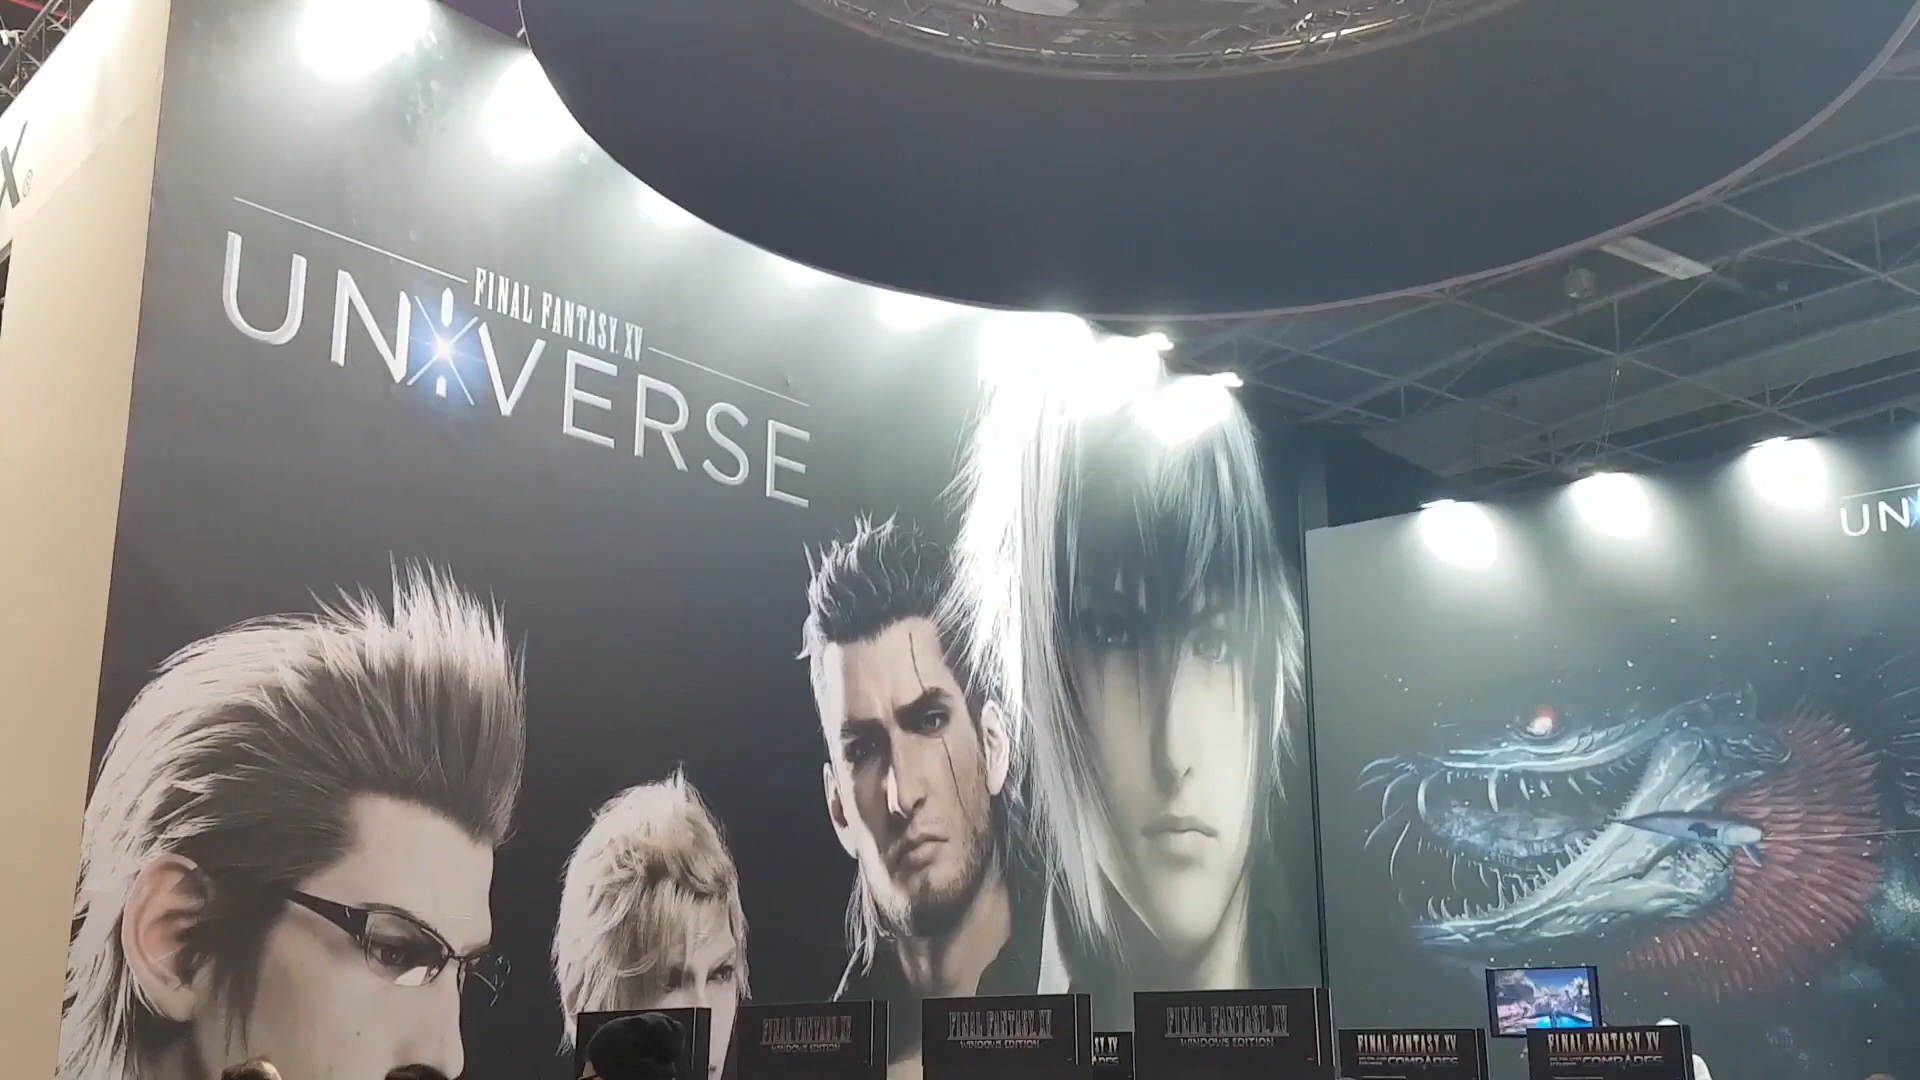 X®
FINAL FANTASY XV
UNIVERSE
UN
FINAL FANTASY XV
WINDOWS EDITION
FINAL FANTASY XV
WINDOWS EDITION
FINAL FANTASY XV
WINDOWS EDITION
FINAL FANTASY XV
COMRADES
FINAL FANTASY XV
COMRADES